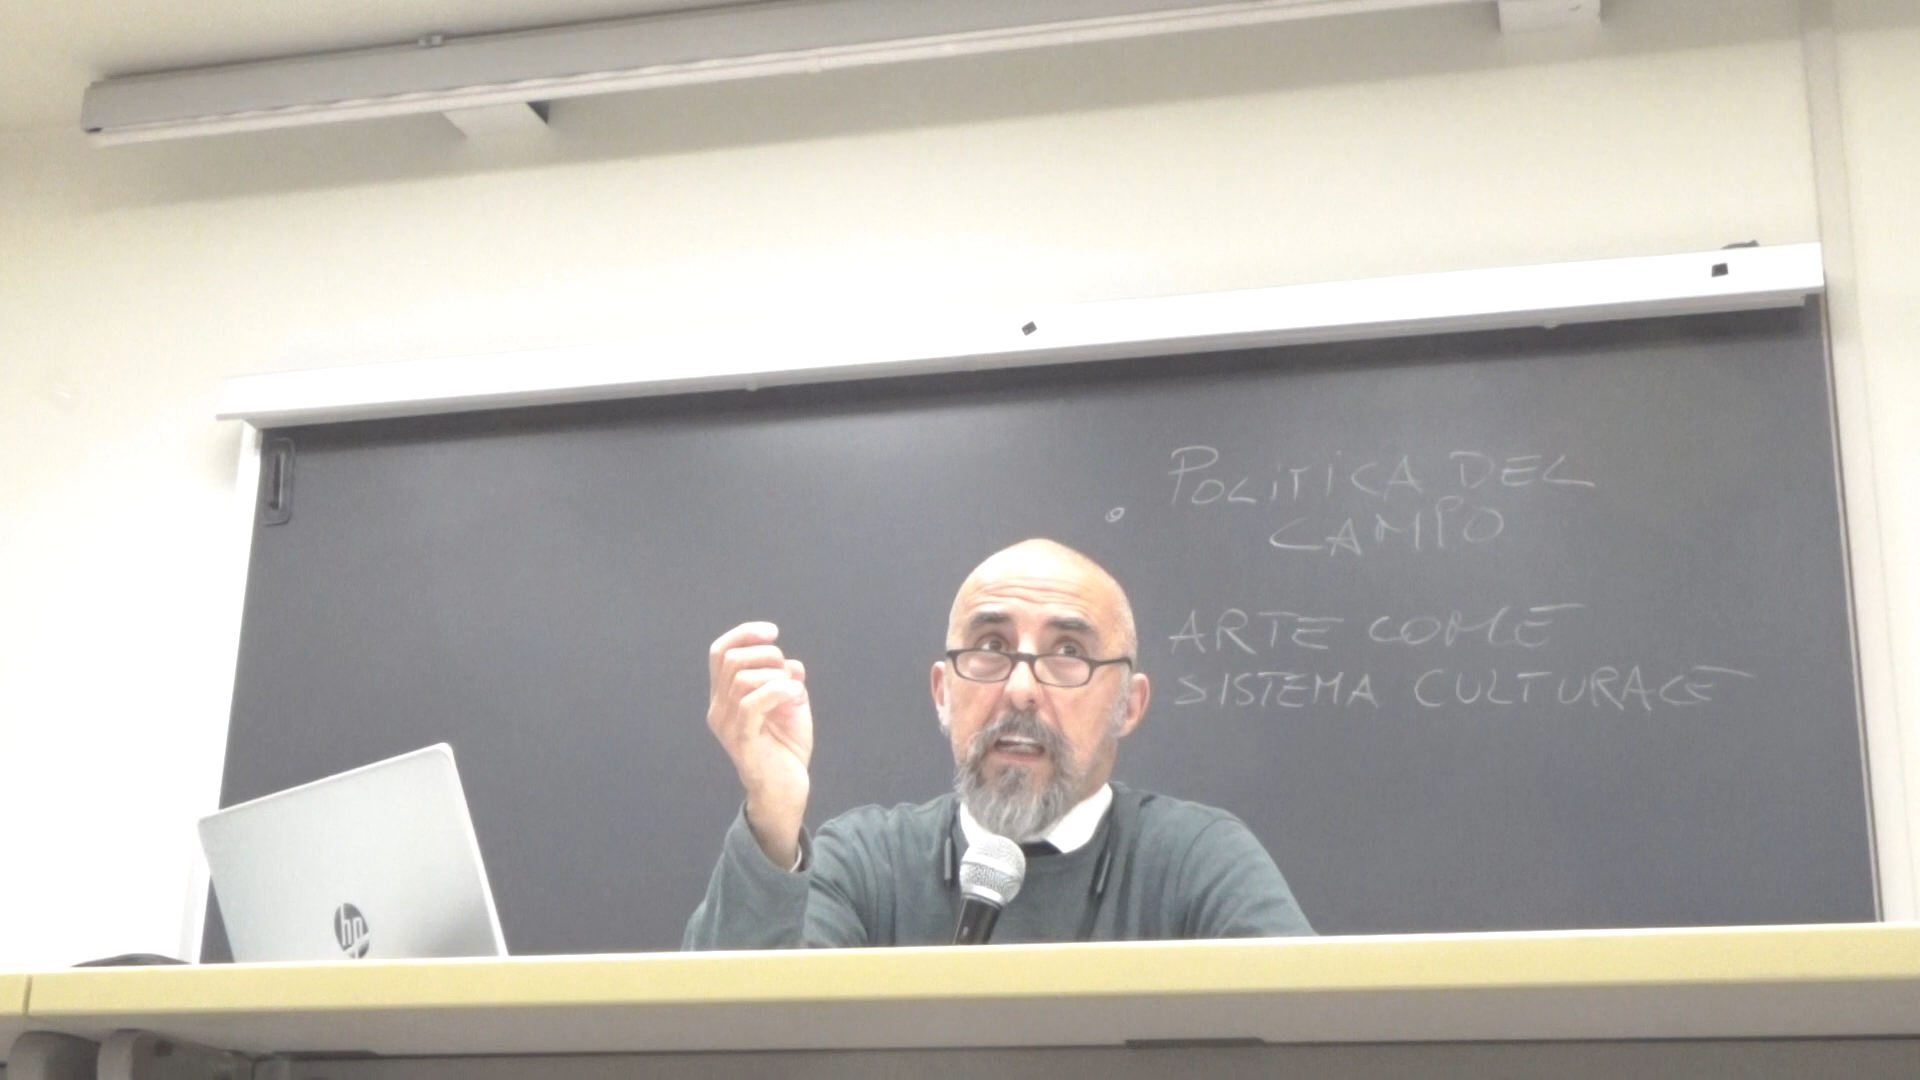 POLITICA DEL
CAMPO
ARTE COME
SISTEMA CULTURALE
hp